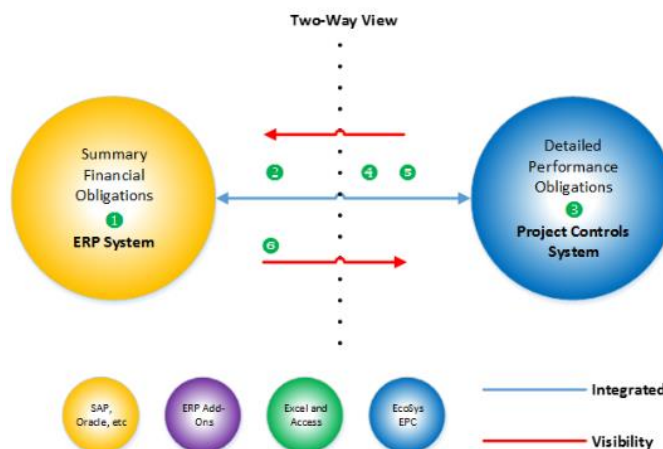 Two-Way View
Summary
Financial
Obligations
1
ERP System
2
4
5
Detailed
Performance
Obligations
3
Project Controls
System
6
SAP,
Oracle, etc
ERP Add-
Ons
Excel and
Access
EcoSys
EPC
Integrated
Visibility